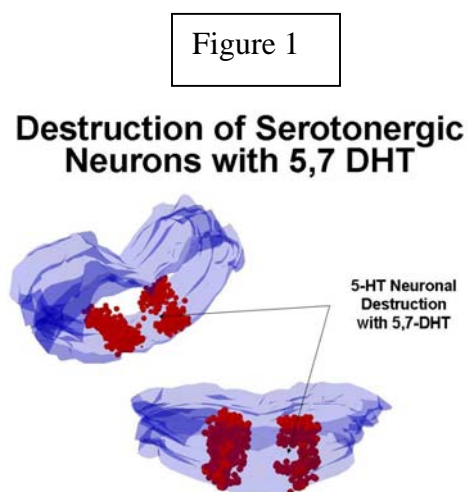 Figure 1
Destruction of Serotonergic
Neurons with 5,7 DHT
5-HT Neuronal
Destruction
with 5,7-DHT